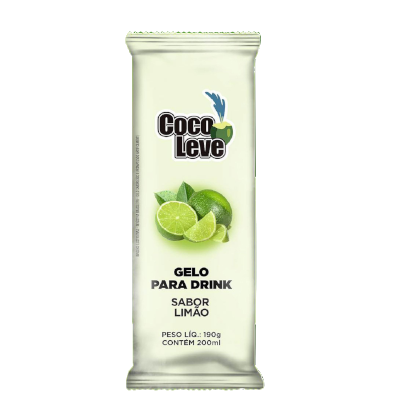 Coco
Leve
GELO
PARA DRINK
SABOR
LIMÃO
PESO LÍQ.: 190g
CONTÉM 200ml